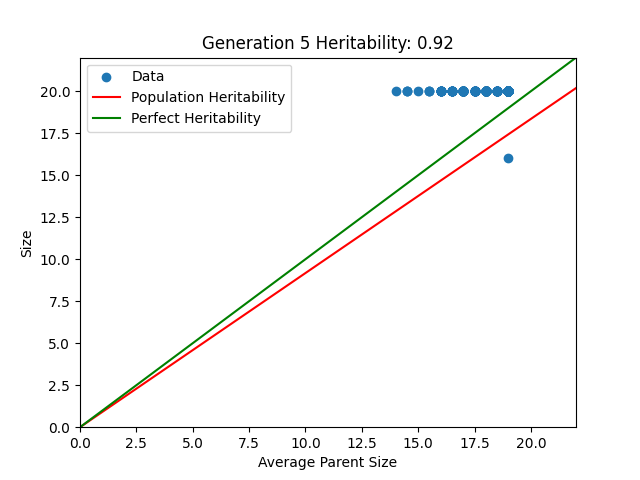 Generation 5 Heritability: 0.92
Data
Population Heritability
Perfect Heritability
20.0
17.5
15.0
12.5
10.0
7.5
5.0
2.5
0.0
Size
0.0 2.5 5.0 7.5 10.0 12.5 15.0 17.5 20.0
Average Parent Size